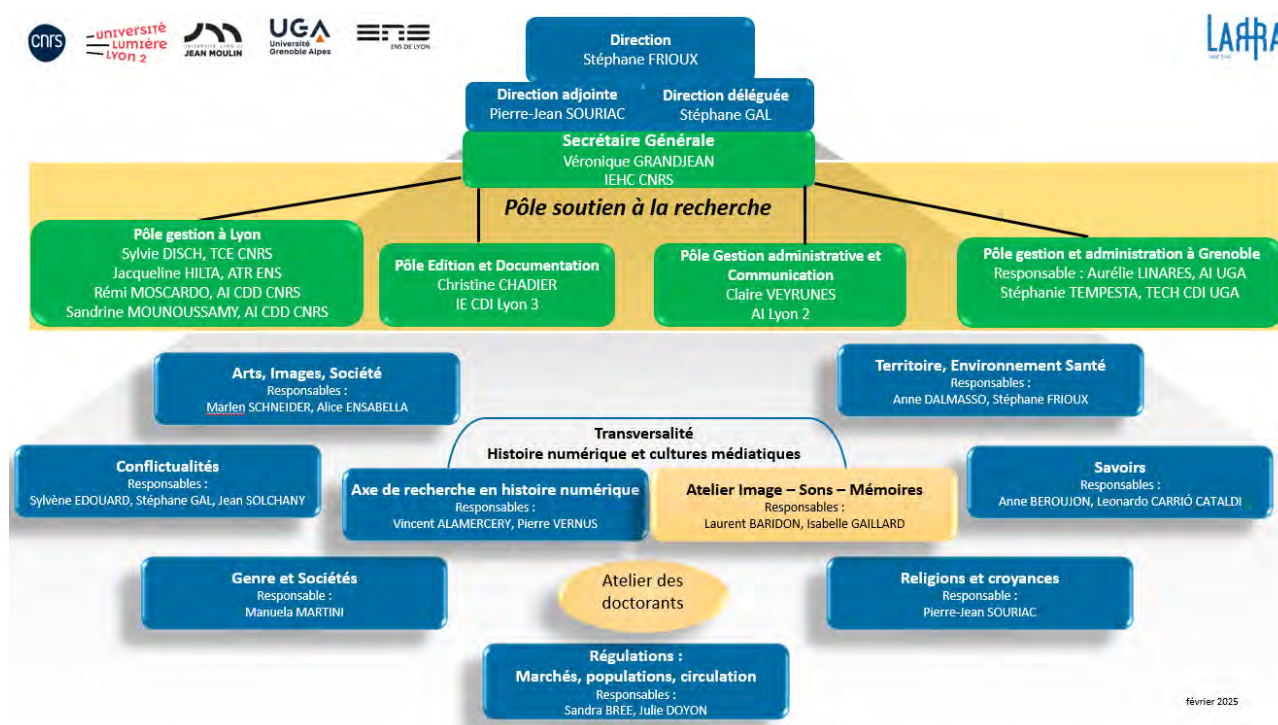 cnrs
UNIVERSITÉ
LUMIÈRE
LYON 2
JEAN MOULIN
UGA
Université
Grenoble Alpes
ENS
ENS DE LYON
LARHRA
Direction
Stéphane FRIOUX
Direction adjointe
Pierre-Jean SOURIAC
Direction déléguée
Stéphane GAL
Secrétaire Générale
Véronique GRANDJEAN
IEHC CNRS
Pôle soutien à la recherche
Pôle gestion à Lyon
Sylvie DISCH, TCE CNRS
Jacqueline HILTA, ATR ENS
Rémi MOSCARDO, AI CDD CNRS
Sandrine MOUNOUSSAMY, AI CDD CNRS
Pôle Edition et Documentation
Christine CHADIER
IE CDI Lyon 3
Pôle Gestion administrative et
Communication
Claire VEYRUNES
AI Lyon 2
Pôle gestion et administration à Grenoble
Responsable : Aurélie LINARES, AI UGA
Stéphanie TEMPESTA, TECH CDI UGA
Arts, Images, Société
Responsables :
Marlen SCHNEIDER, Alice ENSABELLA
Territoire, Environnement Santé
Responsables :
Anne DALMASSO, Stéphane FRIOUX
Transversalité
Histoire numérique et cultures médiatiques
Conflictualités
Responsables :
Sylvène EDOUARD, Stéphane GAL, Jean SOLCHANY
Axe de recherche en histoire numérique
Responsables :
Vincent ALAMERCERY, Pierre VERNUS
Atelier Image – Sons – Mémoires
Responsables :
Laurent BARIDON, Isabelle GAILLARD
Savoirs
Responsables :
Anne BEROUJON, Leonardo CARRIÓ CATALDI
Genre et Sociétés
Responsable :
Manuela MARTINI
Atelier des
doctorants
Religions et croyances
Responsable :
Pierre-Jean SOURIAC
Régulations :
Marchés, populations, circulation
Responsables :
Sandra BREE, Julie DOYON
février 2025